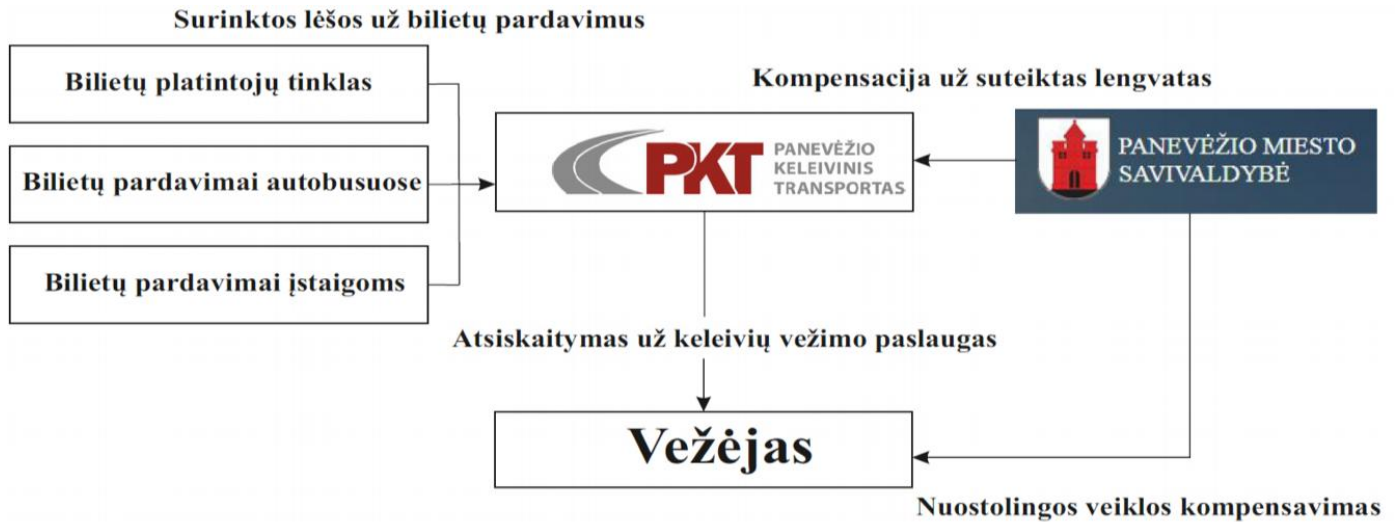 Surinktos lėšos už bilietų pardavimus
Bilietų platintojų tinklas
Bilietų pardavimai autobusuose
Bilietų pardavimai įstaigoms
Kompensacija už suteiktas lengvatas
PKT
PANEVĖŽIO
KELEIVINIS
TRANSPORTAS
PANEVĖŽIO MIESTO
SAVIVALDYBĖ
Atsiskaitymas už keleivių vežimo paslaugas
Vežėjas
Nuostolingos veiklos kompensavimas